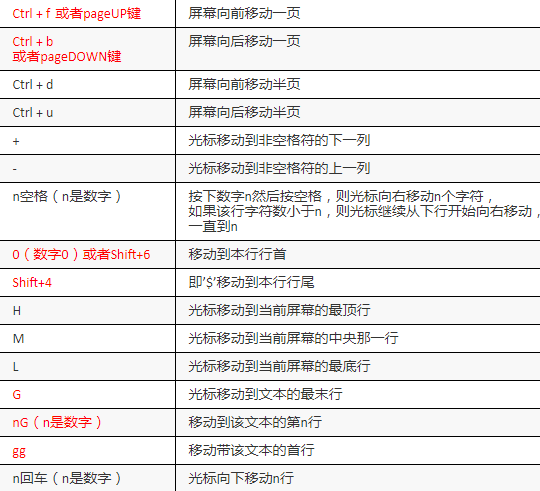 Ctrl + f 或者pageUP键 屏幕向前移动一页
Ctrl + b 屏幕向后移动一页
或者pageDOWN键
Ctrl + d 屏幕向前移动半页
Ctrl + u 屏幕向后移动半页
+ 光标移动到非空格符的下一列
- 光标移动到非空格符的上一列
n空格（n是数字） 按下数字n然后按空格，则光标向右移动n个字符，
如果该行字符数小于n，则光标继续从下行开始向右移动，
一直到n
0（数字0）或者Shift+6 移动到本行行首
Shift+4 即’$’移动到本行行尾
H 光标移动到当前屏幕的最顶行
M 光标移动到当前屏幕的中央那一行
L 光标移动到当前屏幕的最底行
G 光标移动到文本的最末行
nG（n是数字） 移动到该文本的第n行
gg 移动带该文本的首行
n回车（n是数字） 光标向下移动n行